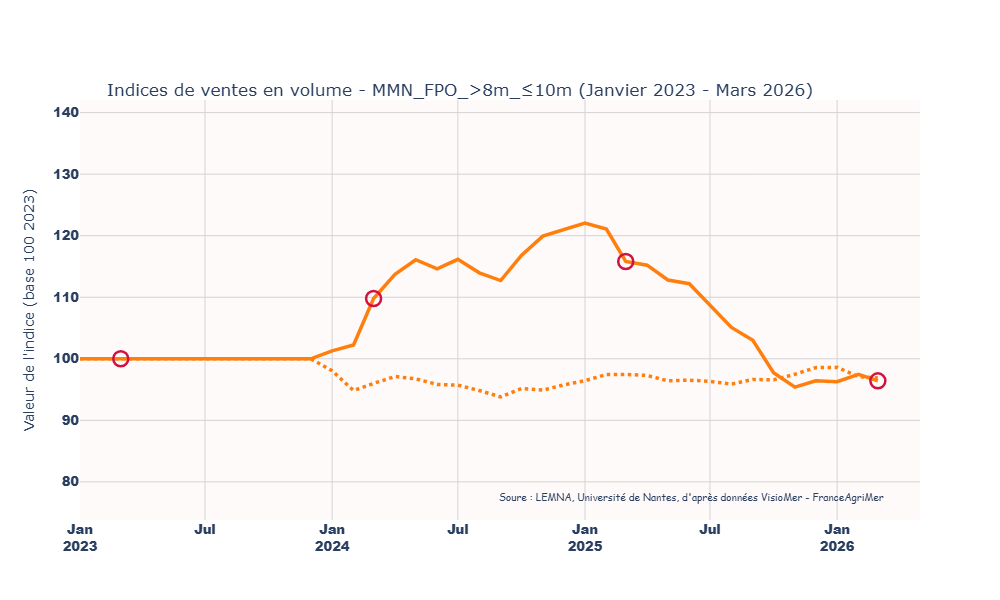 Indices de ventes en volume - MMN_FPO_>8m_≤10m (Janvier 2023 - Mars 2026)
Valeur de l'indice (base 100 2023)
140
130
120
110
100
90
80
Soure : LEMNA, Université de Nantes, d'après données VisioMer - FranceAgriMer
Jan Jul Jan Jul Jan Jul Jan
2023 2024 2025 2026